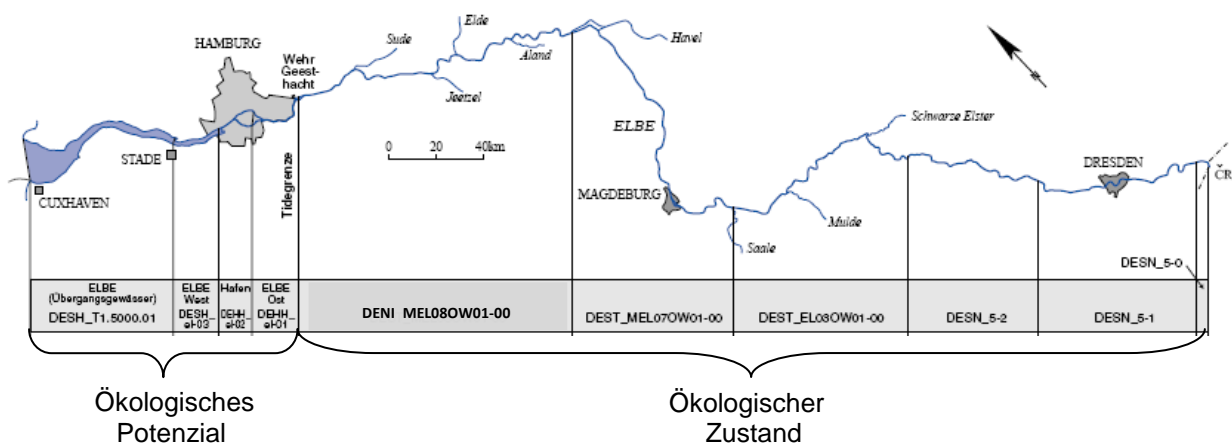 HAMBURG
Wehr
Geest-
hacht
Sude
Elde
Aland
Havel
Jeetzel
ELBE
Schwarze Elster
0 20 40km
STADE
CUXHAVEN
Tidegrenze
MAGDEBURG
DRESDEN
ČR
Mulde
Saale
DESN_5-0
ELBE
(Übergangsgewässer)
DESH_T1.5000.01
ELBE
West
DESH_
el-03
Hafen
DEHH_
el-02
ELBE
Ost
DEHH_
el-01
DENI MEL08OW01-00
DEST_MEL07OW01-00
DEST_EL03OW01-00
DESN_5-2
DESN_5-1
Ökologisches
Potenzial
Ökologischer
Zustand